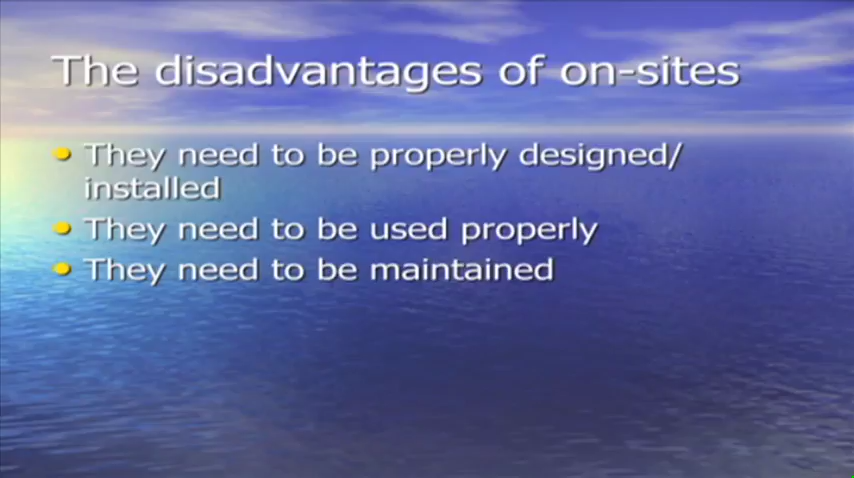 The disadvantages of on-sites
They need to be properly designed/
installed
They need to be used properly
They need to be maintained